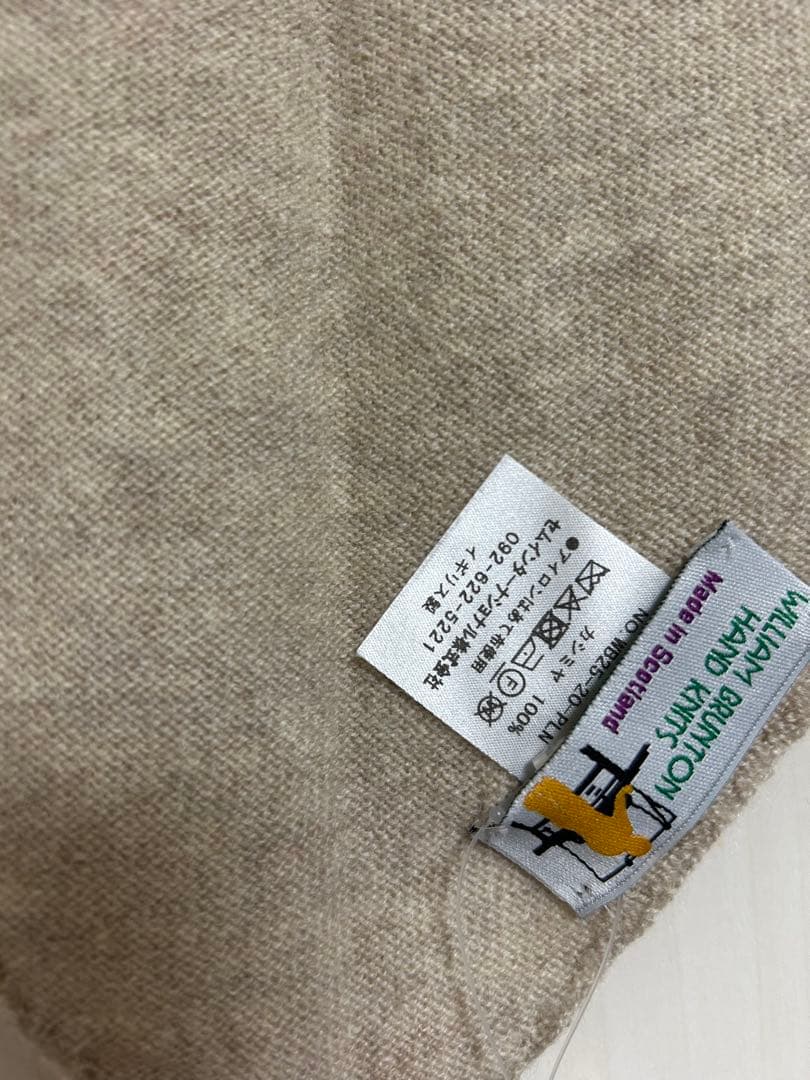 WILLIAM BRUNTON
HAND KNITS
Made in Scotland
NO.WB25-20-PLN
カシミヤ 100%
F
●アイロンはあて布使用
セムインターナショナル株式会社
092-622-5221
イギリス製